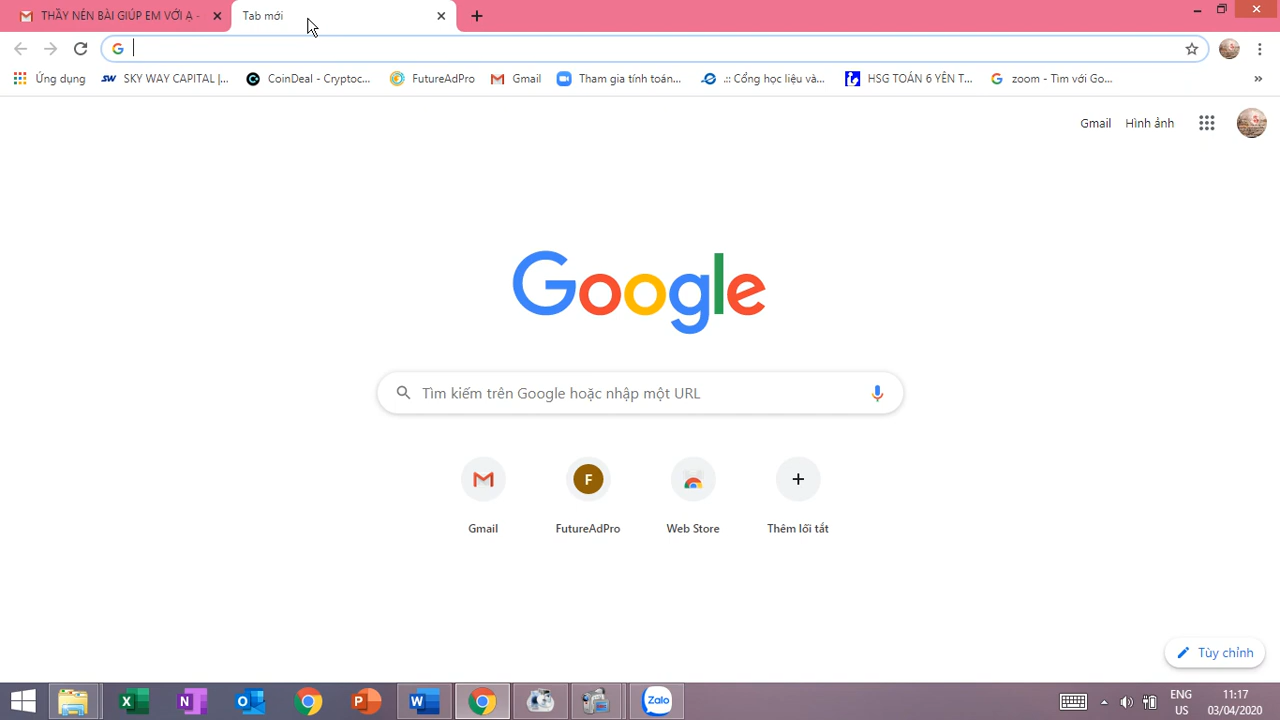 THẦY NÉN BÀI GIÚP EM VỚI Ạ -
Tab mới
Ứng dụng
SW SKY WAY CAPITAL |...
CoinDeal - Cryptoc...
FutureAdPro
Gmail
Tham gia tính toán...
.:: Cổng học liệu và...
HSG TOÁN 6 YÊN T...
zoom - Tìm với Go...
»
Gmail
Hình ảnh
Google
Tìm kiếm trên Google hoặc nhập một URL
F
Gmail
FutureAdPro
Web Store
Thêm lối tắt
Tùy chỉnh
Zalo
ENG
US
11:17
03/04/2020